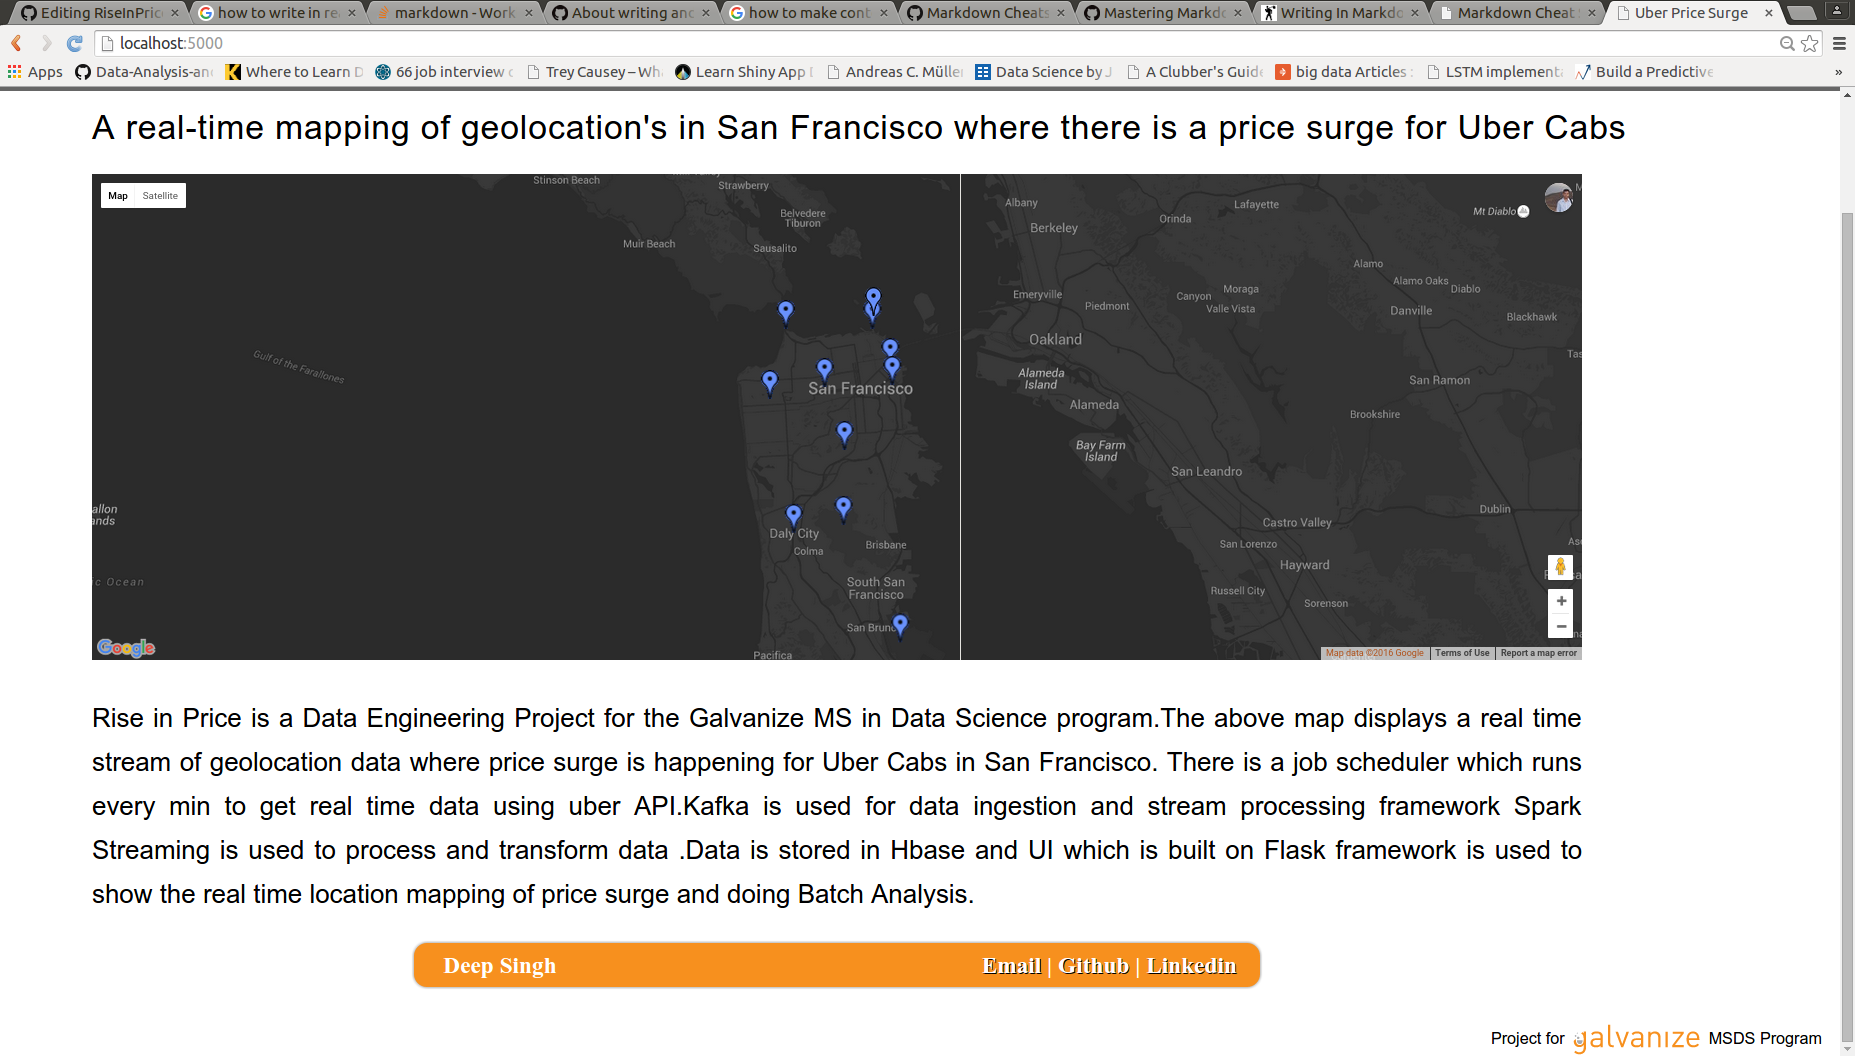 Editing RiseInPric
how to write in re
markdown - Work
About writing and
how to make cont
Markdown Cheats
Mastering Markdo
Writing In Markdo
Markdown Cheat
Uber Price Surge
localhost:5000
Apps
Data-Analysis-an
Where to Learn D
66 job interview
Trey Causey – Wh
Learn Shiny App
Andreas C. Mülle
Data Science by J
A Clubber's Guide
big data Articles
LSTM implement
Build a Predictive
»
A real-time mapping of geolocation's in San Francisco where there is a price surge for Uber Cabs
Map Satellite
Stinson Beach
Strawberry
Belvedere
Tiburon
Muir Beach
Sausalito
Albany
Berkeley
Orinda
Lafayette
Mt Diablo
Alamo
Alamo Oaks
Diablo
Emeryville
Piedmont
Canyon
Moraga
Valle Vista
Danville
Blackhawk
Oakland
Gulf of the Farallones
San Francisco
Alameda
Island
San Ramon
Alameda
Brookshire
Bay Farm
Island
San Leandro
allon
ands
Dublin
Daly City
Colma
Brisbane
Castro Valley
San Lorenzo
Hayward
ic Ocean
South San
Francisco
Russell City
Sorenson
San Bruno
Pacifica
Google
Map data ©2016 Google
Terms of Use
Report a map error
Rise in Price is a Data Engineering Project for the Galvanize MS in Data Science program.The above map displays a real time
stream of geolocation data where price surge is happening for Uber Cabs in San Francisco. There is a job scheduler which runs
every min to get real time data using uber API.Kafka is used for data ingestion and stream processing framework Spark
Streaming is used to process and transform data .Data is stored in Hbase and UI which is built on Flask framework is used to
show the real time location mapping of price surge and doing Batch Analysis.
Deep Singh
Email | Github | Linkedin
Project for galvanize MSDS Program